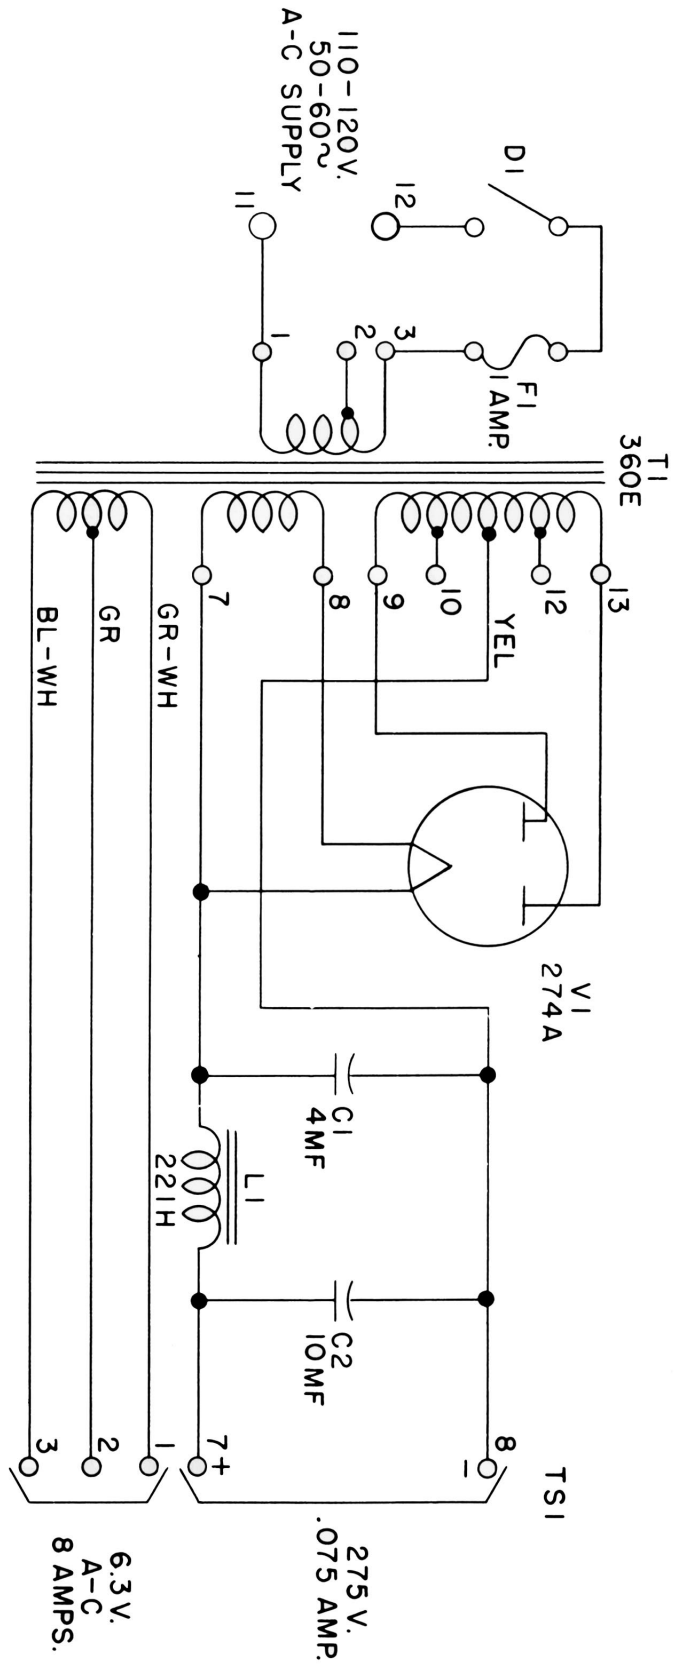 110-120V.
50-60~
A-C SUPPLY
D1
12
11
1
2
3
F1
1 AMP.
T1
360E
13
12
YEL
10
9
8
7
GR-WH
GR
BL-WH
V1
274A
C1
4MF
L1
221H
C2
10MF
TS1
8
-
7+
1
2
3
275 V.
.075 AMP.
6.3 V.
A-C
8 AMPS.